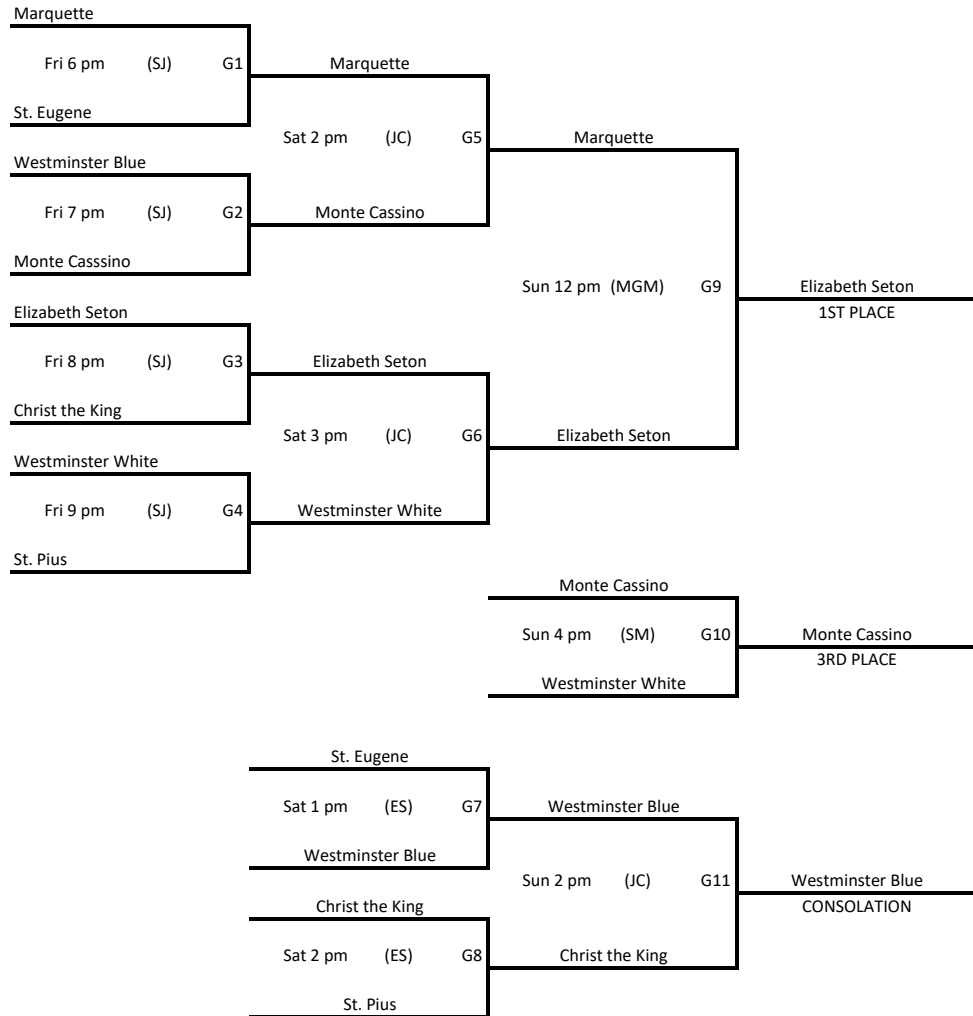 Marquette
Fri 6 pm (SJ) G1
Marquette
St. Eugene
Sat 2 pm (JC) G5
Marquette
Westminster Blue
Fri 7 pm (SJ) G2
Monte Cassino
Monte Casssino
Sun 12 pm (MGM) G9
Elizabeth Seton
1ST PLACE
Elizabeth Seton
Fri 8 pm (SJ) G3
Elizabeth Seton
Christ the King
Sat 3 pm (JC) G6
Elizabeth Seton
Westminster White
Fri 9 pm (SJ) G4
Westminster White
St. Pius
Monte Cassino
Sun 4 pm (SM) G10
Monte Cassino
3RD PLACE
Westminster White
St. Eugene
Sat 1 pm (ES) G7
Westminster Blue
Westminster Blue
Sun 2 pm (JC) G11
Westminster Blue
CONSOLATION
Christ the King
Sat 2 pm (ES) G8
Christ the King
St. Pius